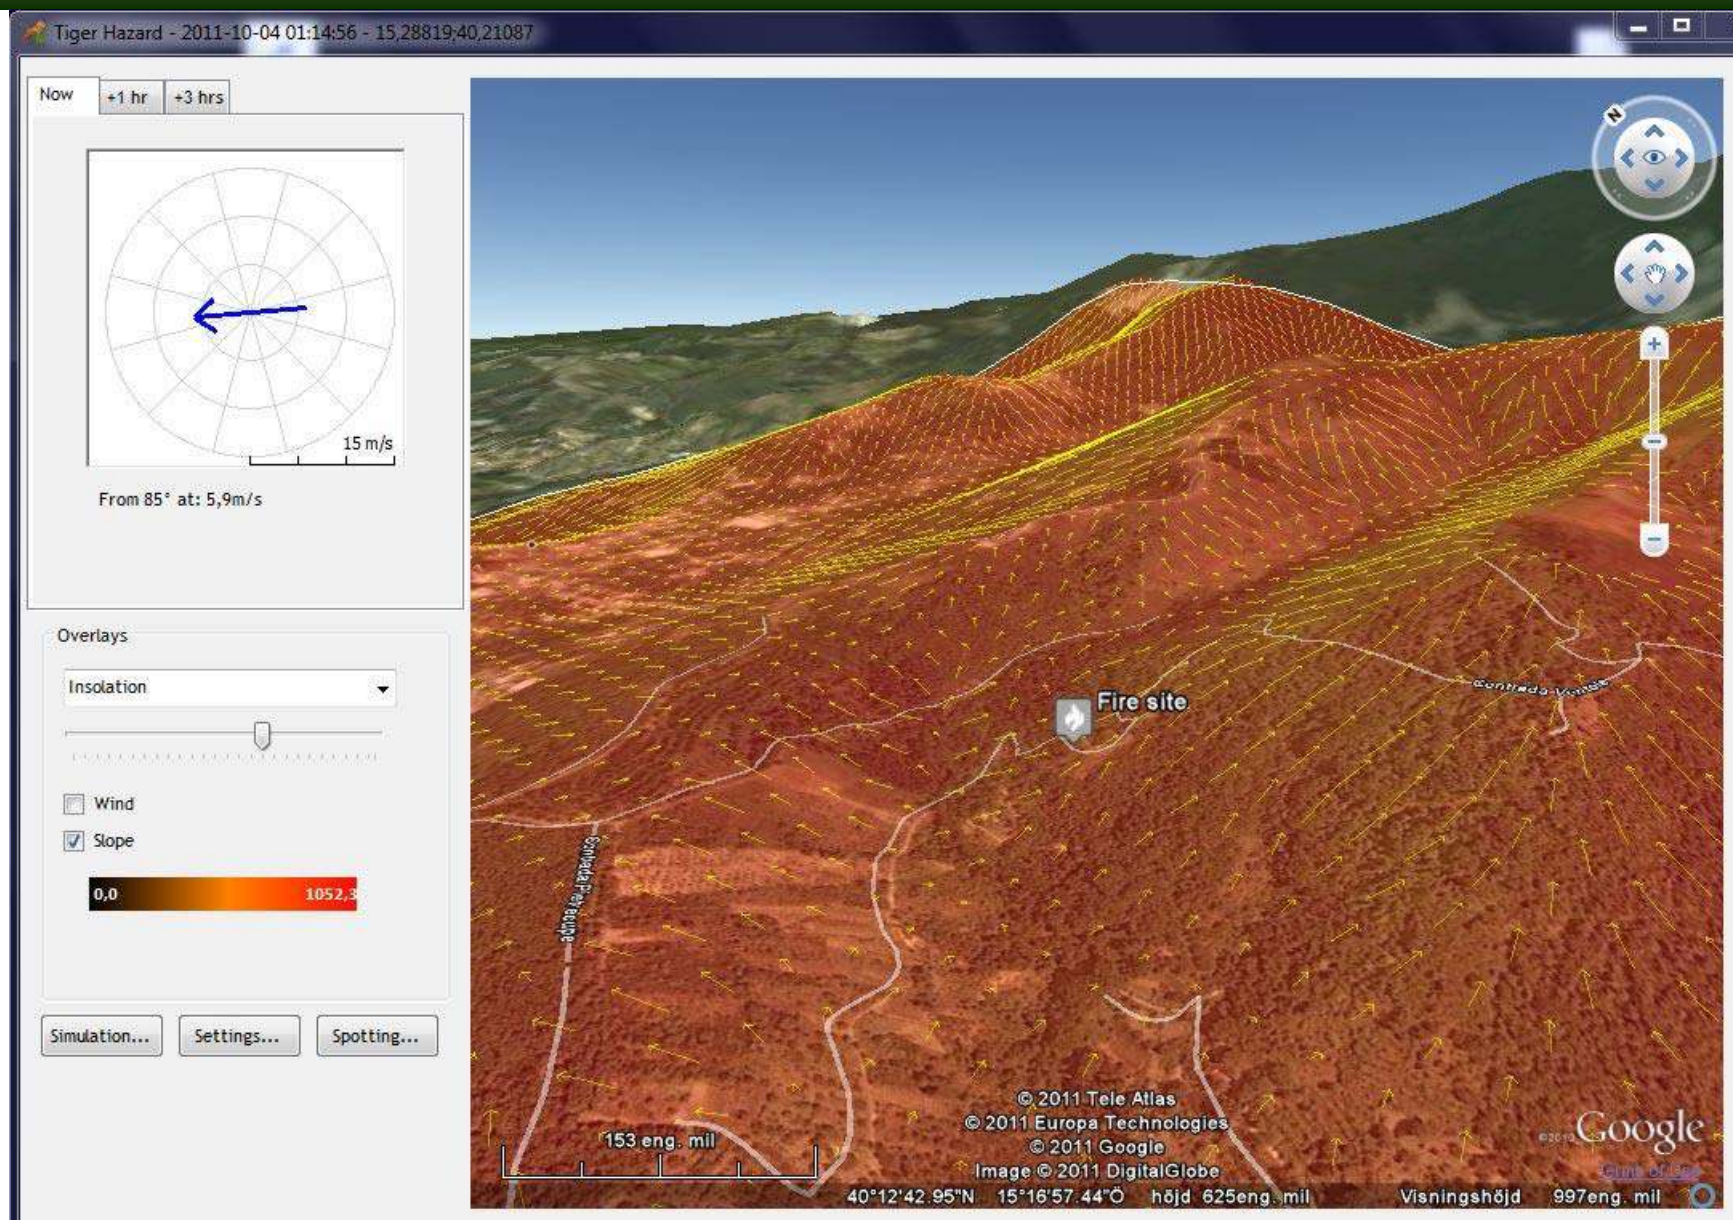 Tiger Hazard - 2011-10-04 01:14:56 - 15,28819;40,21087
Now
+1 hr
+3 hrs
15 m/s
From 85° at: 5,9m/s
Overlays
Insolation
Wind
Slope
0,0
1052,3
Simulation...
Settings...
Spotting...
N
Fire site
Contrada
Contrada
153 eng. mil
© 2011 Tele Atlas
© 2011 Europa Technologies
© 2011 Google
Image © 2011 DigitalGlobe
©2010 Google
40°12'42.95"N 15°16'57.44"Ö höjd 625eng. mil Visningshöjd 997eng. mil